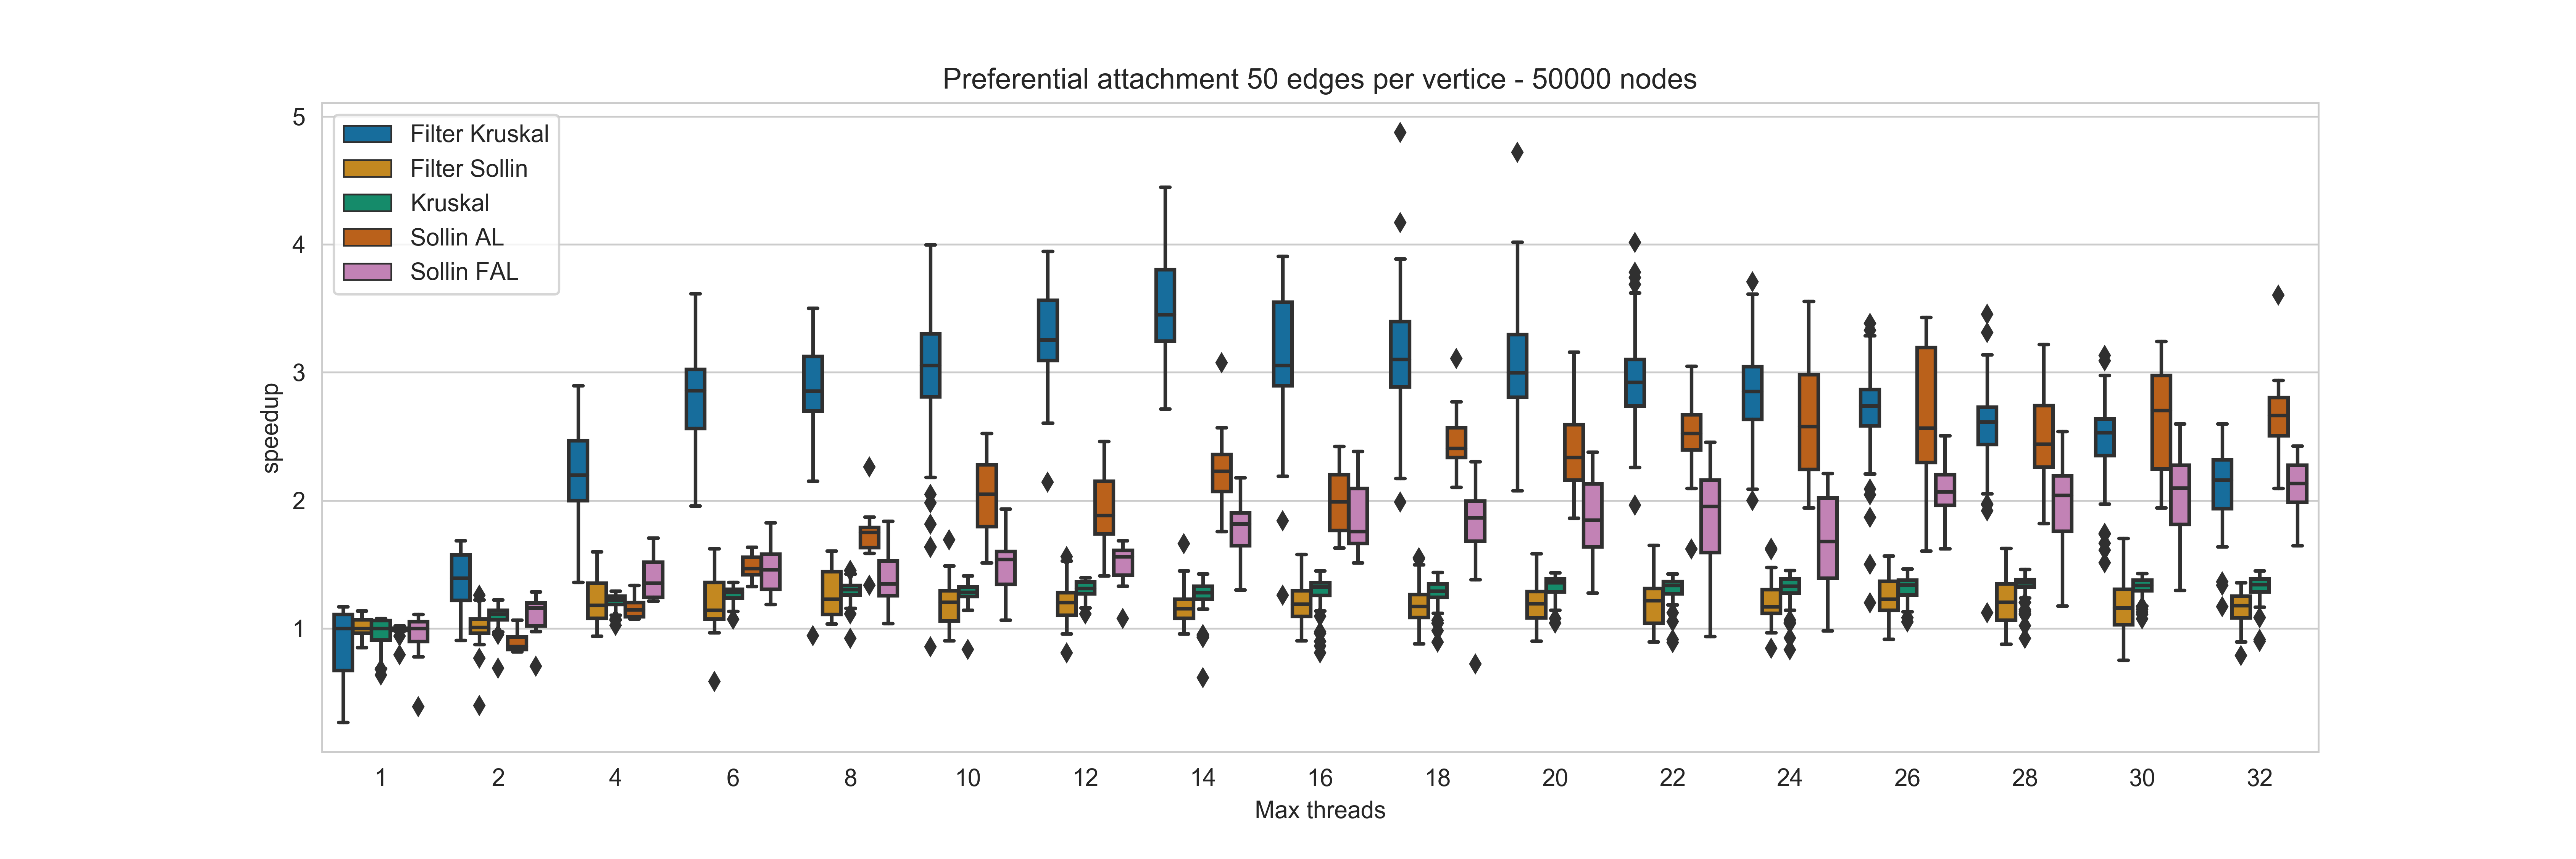 Preferential attachment 50 edges per vertice - 50000 nodes
5
4
3
2
1
speedup
Filter Kruskal
Filter Sollin
Kruskal
Sollin AL
Sollin FAL
1 2 4 6 8 10 12 14 16 18 20 22 24 26 28 30 32
Max threads